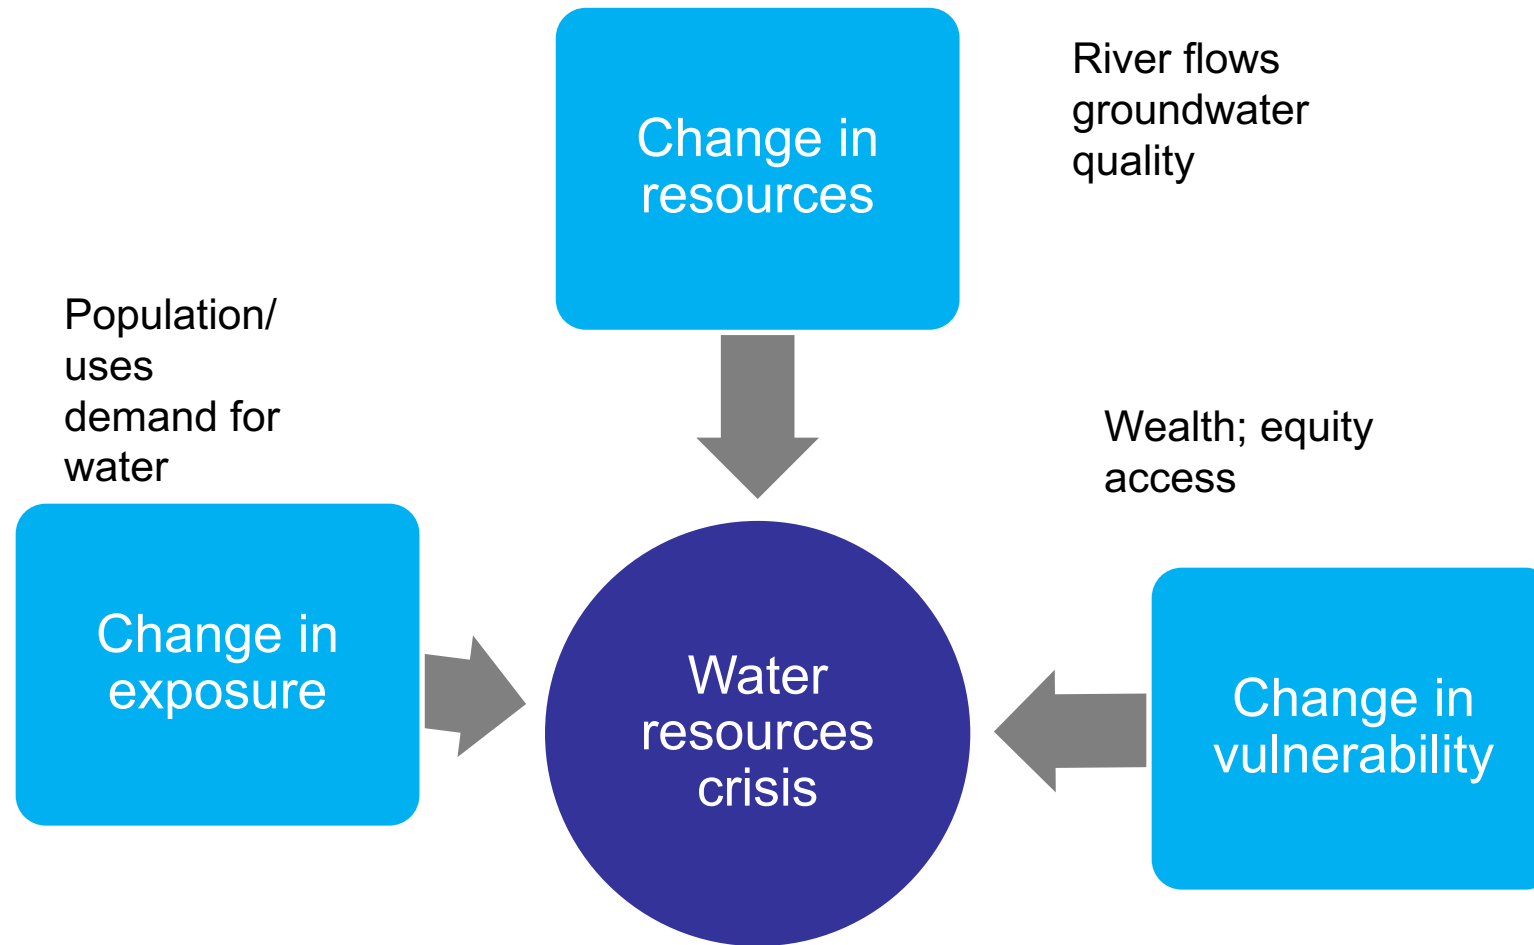 Change in
resources
River flows
groundwater
quality
Population/
uses
demand for
water
Wealth; equity
access
Change in
exposure
Water
resources
crisis
Change in
vulnerability